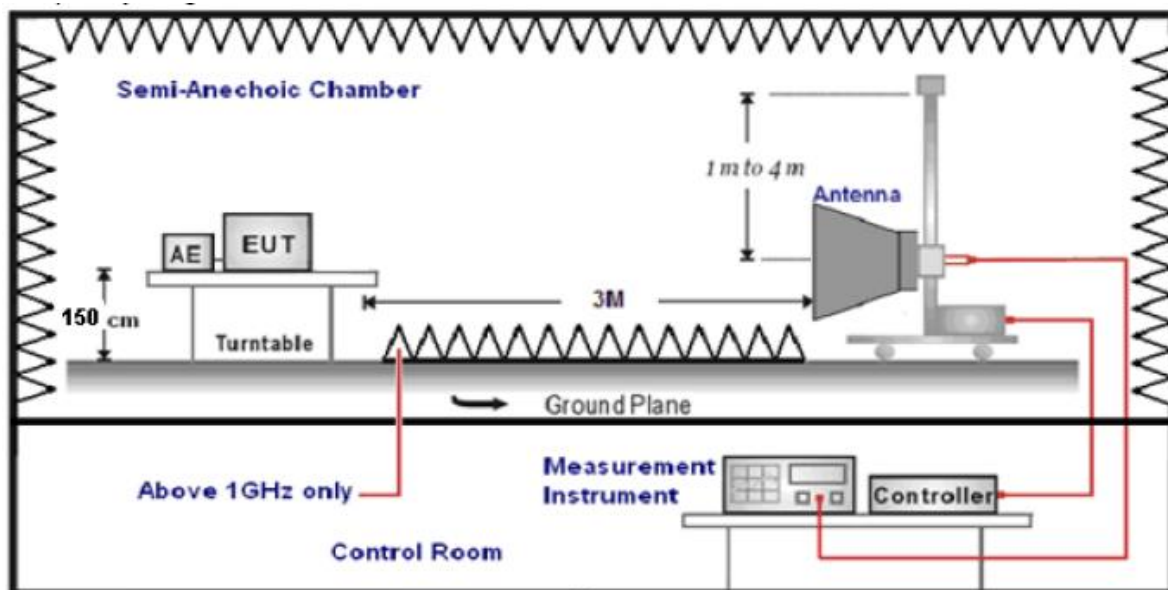 Semi-Anechoic Chamber
1 m to 4 m
Antenna
AE
EUT
150 cm
3M
Turntable
Ground Plane
Above 1GHz only
Measurement
Instrument
Controller
Control Room